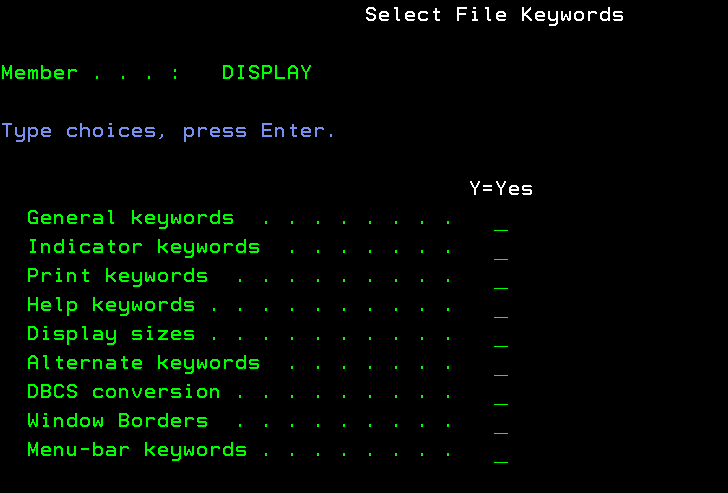 Select File Keywords
Member . . . :   DISPLAY
Type choices, press Enter.
Y=Yes
General keywords  . . . . . . . .   _
Indicator keywords  . . . . . . .   _
Print keywords  . . . . . . . . .   _
Help keywords . . . . . . . . . .   _
Display sizes . . . . . . . . . .   _
Alternate keywords  . . . . . . .   _
DBCS conversion . . . . . . . . .   _
Window Borders  . . . . . . . . .   _
Menu-bar keywords . . . . . . . .   _